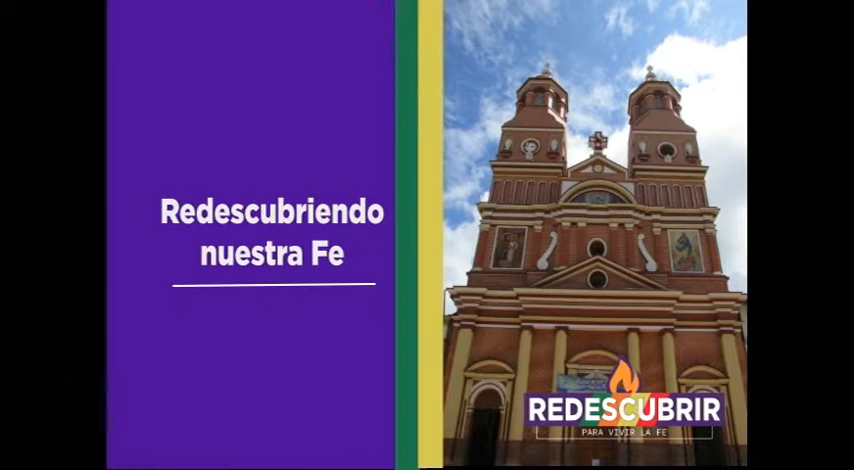 Redescubriendo
nuestra Fe
REDESCUBRIR
PARA VIVIR LA FE